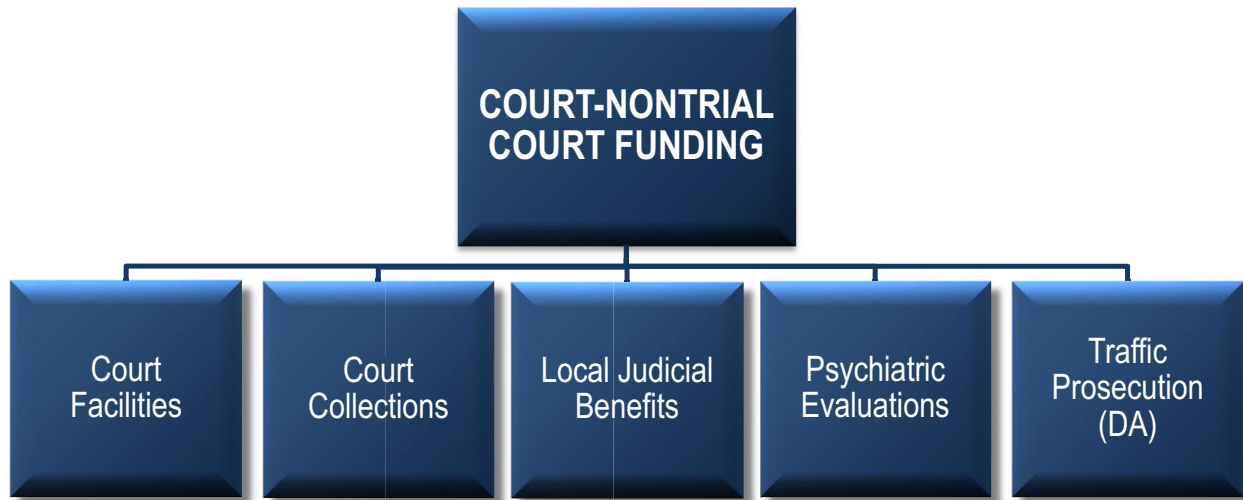 COURT-NONTRIAL
COURT FUNDING
Court
Facilities
Court
Collections
Local Judicial
Benefits
Psychiatric
Evaluations
Traffic
Prosecution
(DA)